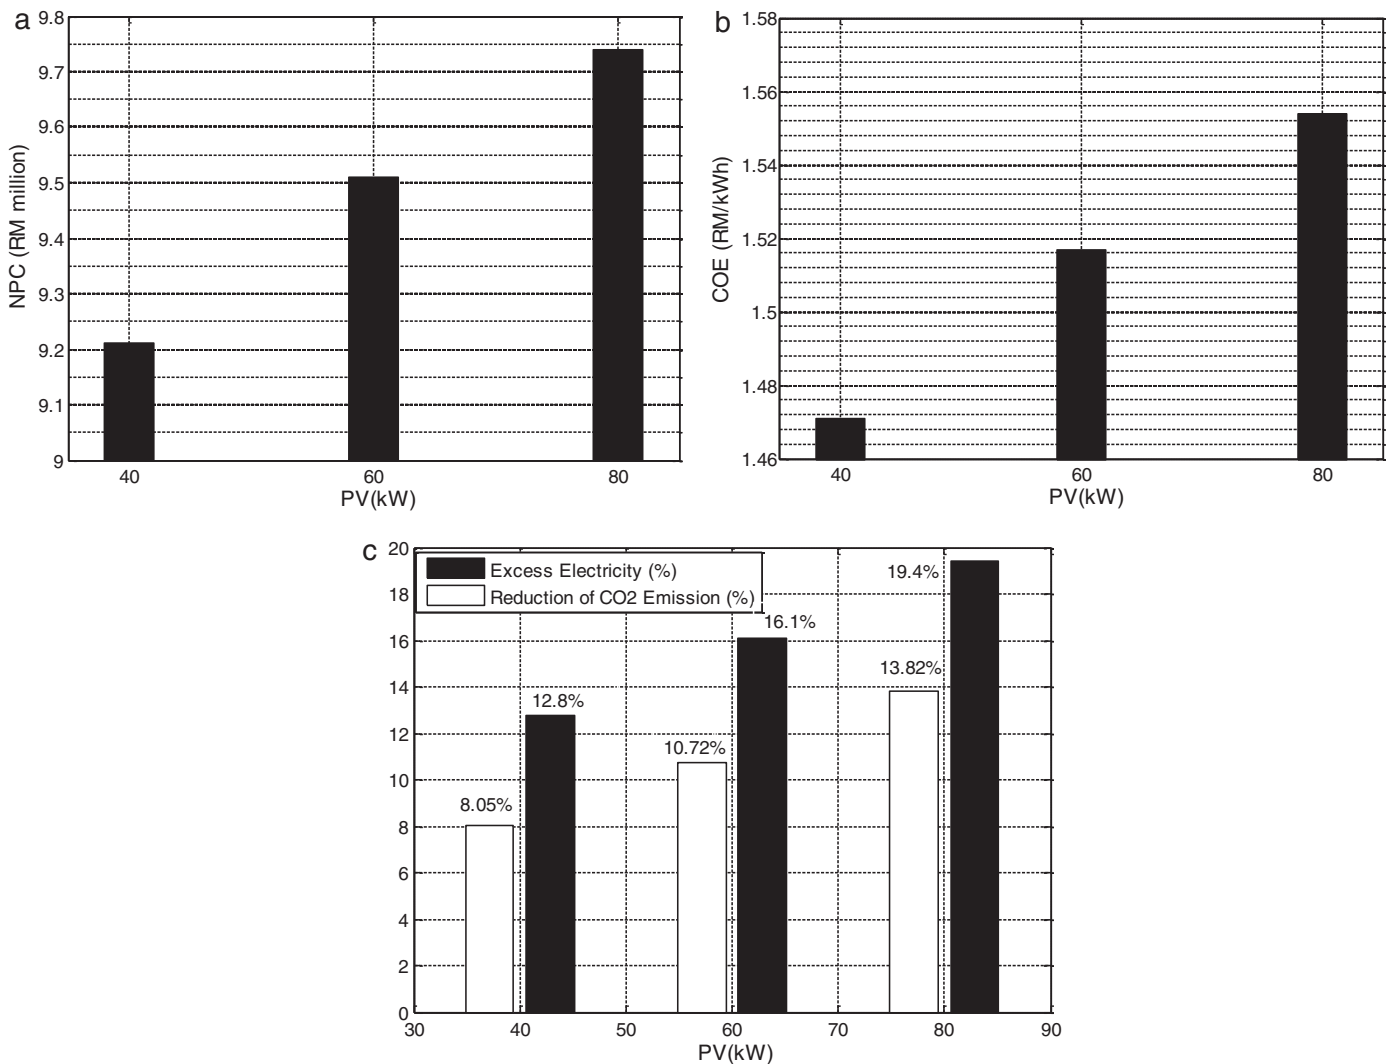 a
9.8
9.7
9.6
9.5
9.4
9.3
9.2
9.1
9
NPC (RM million)
40 60 80
PV(kW)
b
1.58
1.56
1.54
1.52
1.5
1.48
1.46
COE (RM/kWh)
40 60 80
PV(kW)
c
20
18
16
14
12
10
8
6
4
2
0
Excess Electricity (%)
Reduction of CO2 Emission (%)
8.05%
12.8%
10.72%
16.1%
13.82%
19.4%
30 40 50 60 70 80 90
PV(kW)